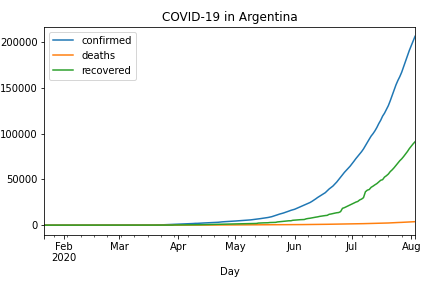 COVID-19 in Argentina
confirmed
deaths
recovered
200000
150000
100000
50000
0
Feb Mar Apr May Jun Jul Aug
2020
Day